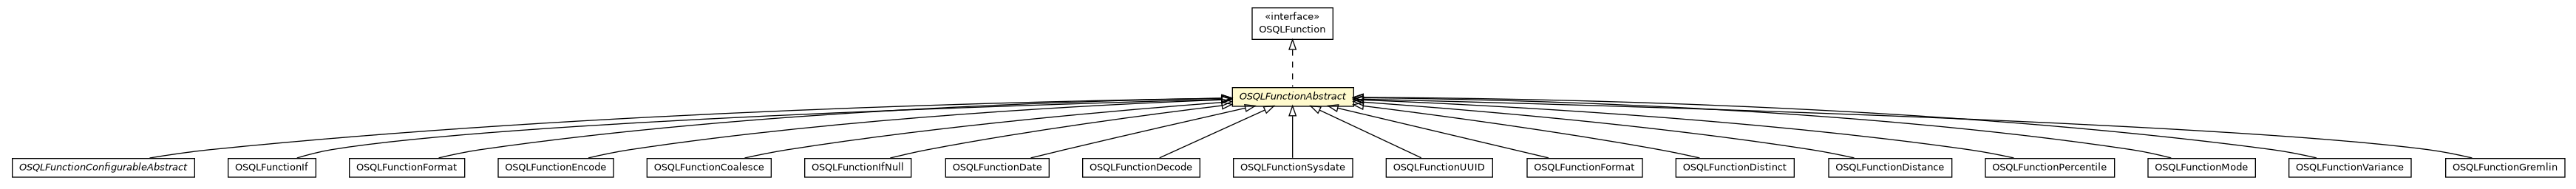 «interface»
OSQLFunction
OSQLFunctionAbstract
OSQLFunctionConfigurableAbstract
OSQLFunctionIf
OSQLFunctionFormat
OSQLFunctionEncode
OSQLFunctionCoalesce
OSQLFunctionIfNull
OSQLFunctionDate
OSQLFunctionDecode
OSQLFunctionSysdate
OSQLFunctionUUID
OSQLFunctionFormat
OSQLFunctionDistinct
OSQLFunctionDistance
OSQLFunctionPercentile
OSQLFunctionMode
OSQLFunctionVariance
OSQLFunctionGremlin